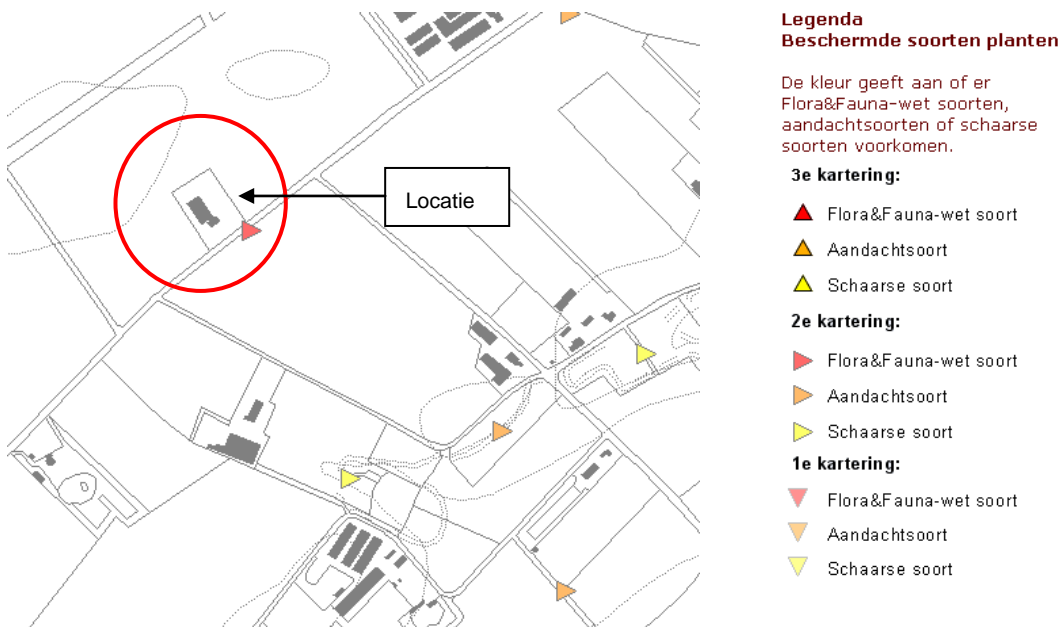 Locatie
Legenda
Beschermde soorten planten
De kleur geeft aan of er
Flora&Fauna-wet soorten,
aandachtsoorten of schaarse
soorten voorkomen.
3e kartering:
Flora&Fauna-wet soort
Aandachtsoort
Schaarse soort
2e kartering:
Flora&Fauna-wet soort
Aandachtsoort
Schaarse soort
1e kartering:
Flora&Fauna-wet soort
Aandachtsoort
Schaarse soort